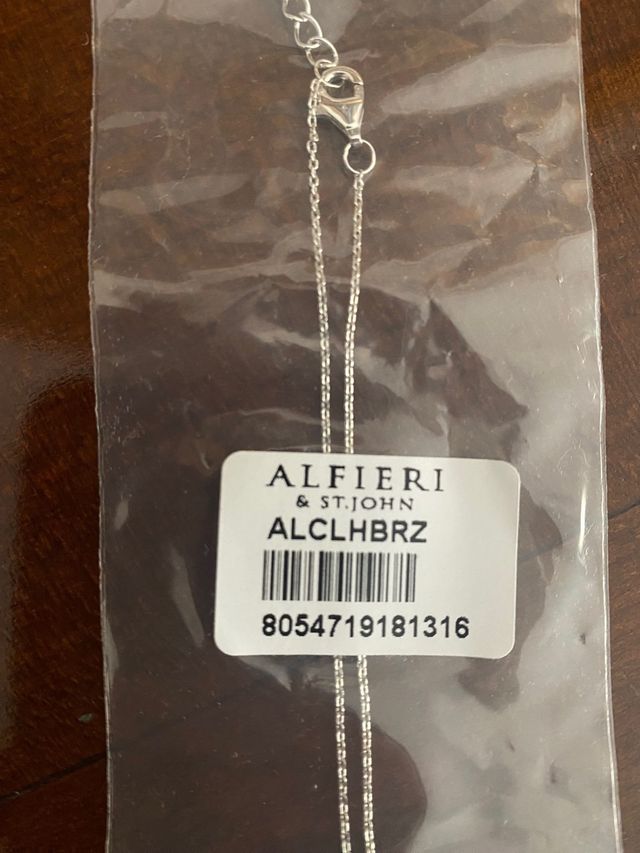 ALFIERI
& ST.JOHN
ALCLHBRZ
8054719181316